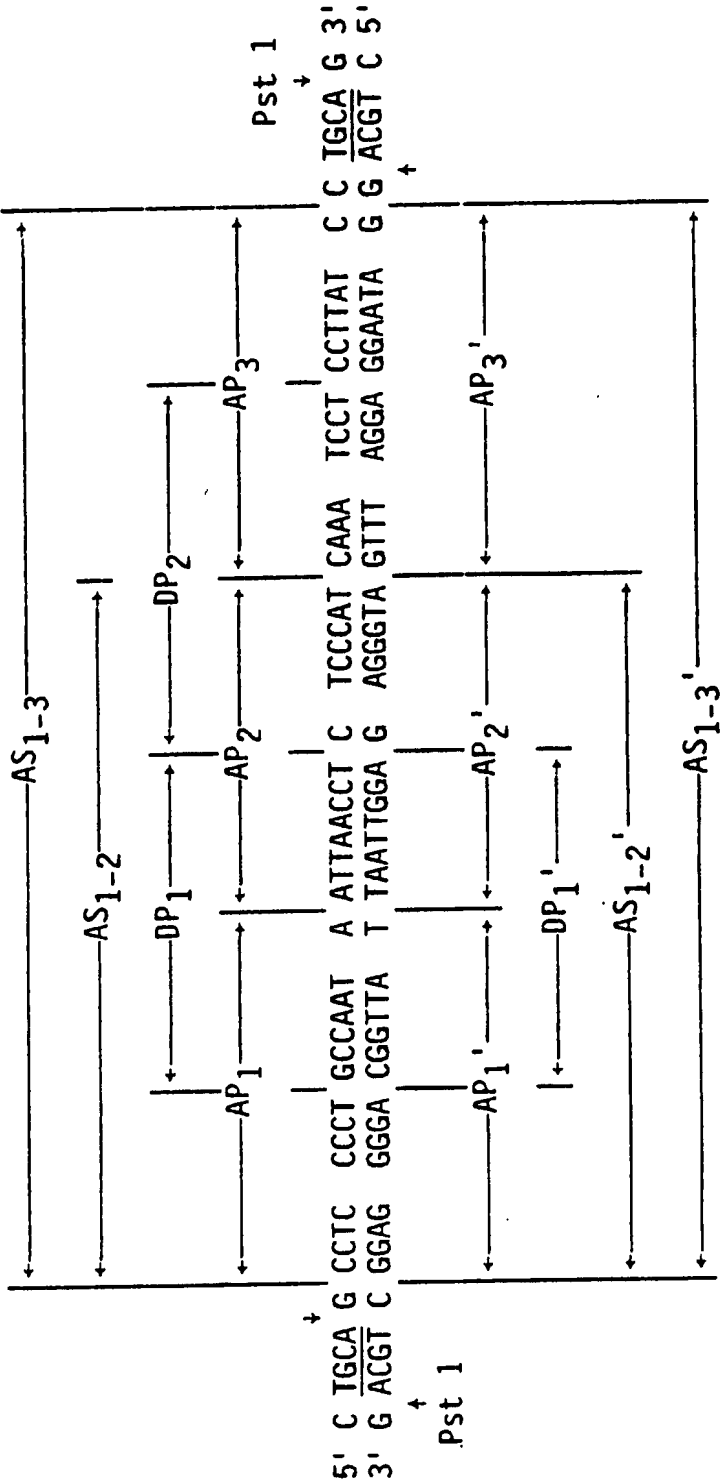 AS1-3
AS1-2
DP1 DP2
AP1 AP2 AP3
Pst 1
5' C TGCA G CCTC CCCT GCCAAT A ATTAACCT C TCCCAT CAAA TCCT CCTTAT C C TGCA G 3'
3' G ACGT C GGAG GGGA CGGTTA T TAATTGGA G AGGGTA GTTT AGGA GGAATA G G ACGT C 5'
Pst 1
AP1' AP2' AP3'
DP1'
AS1-2'
AS1-3'